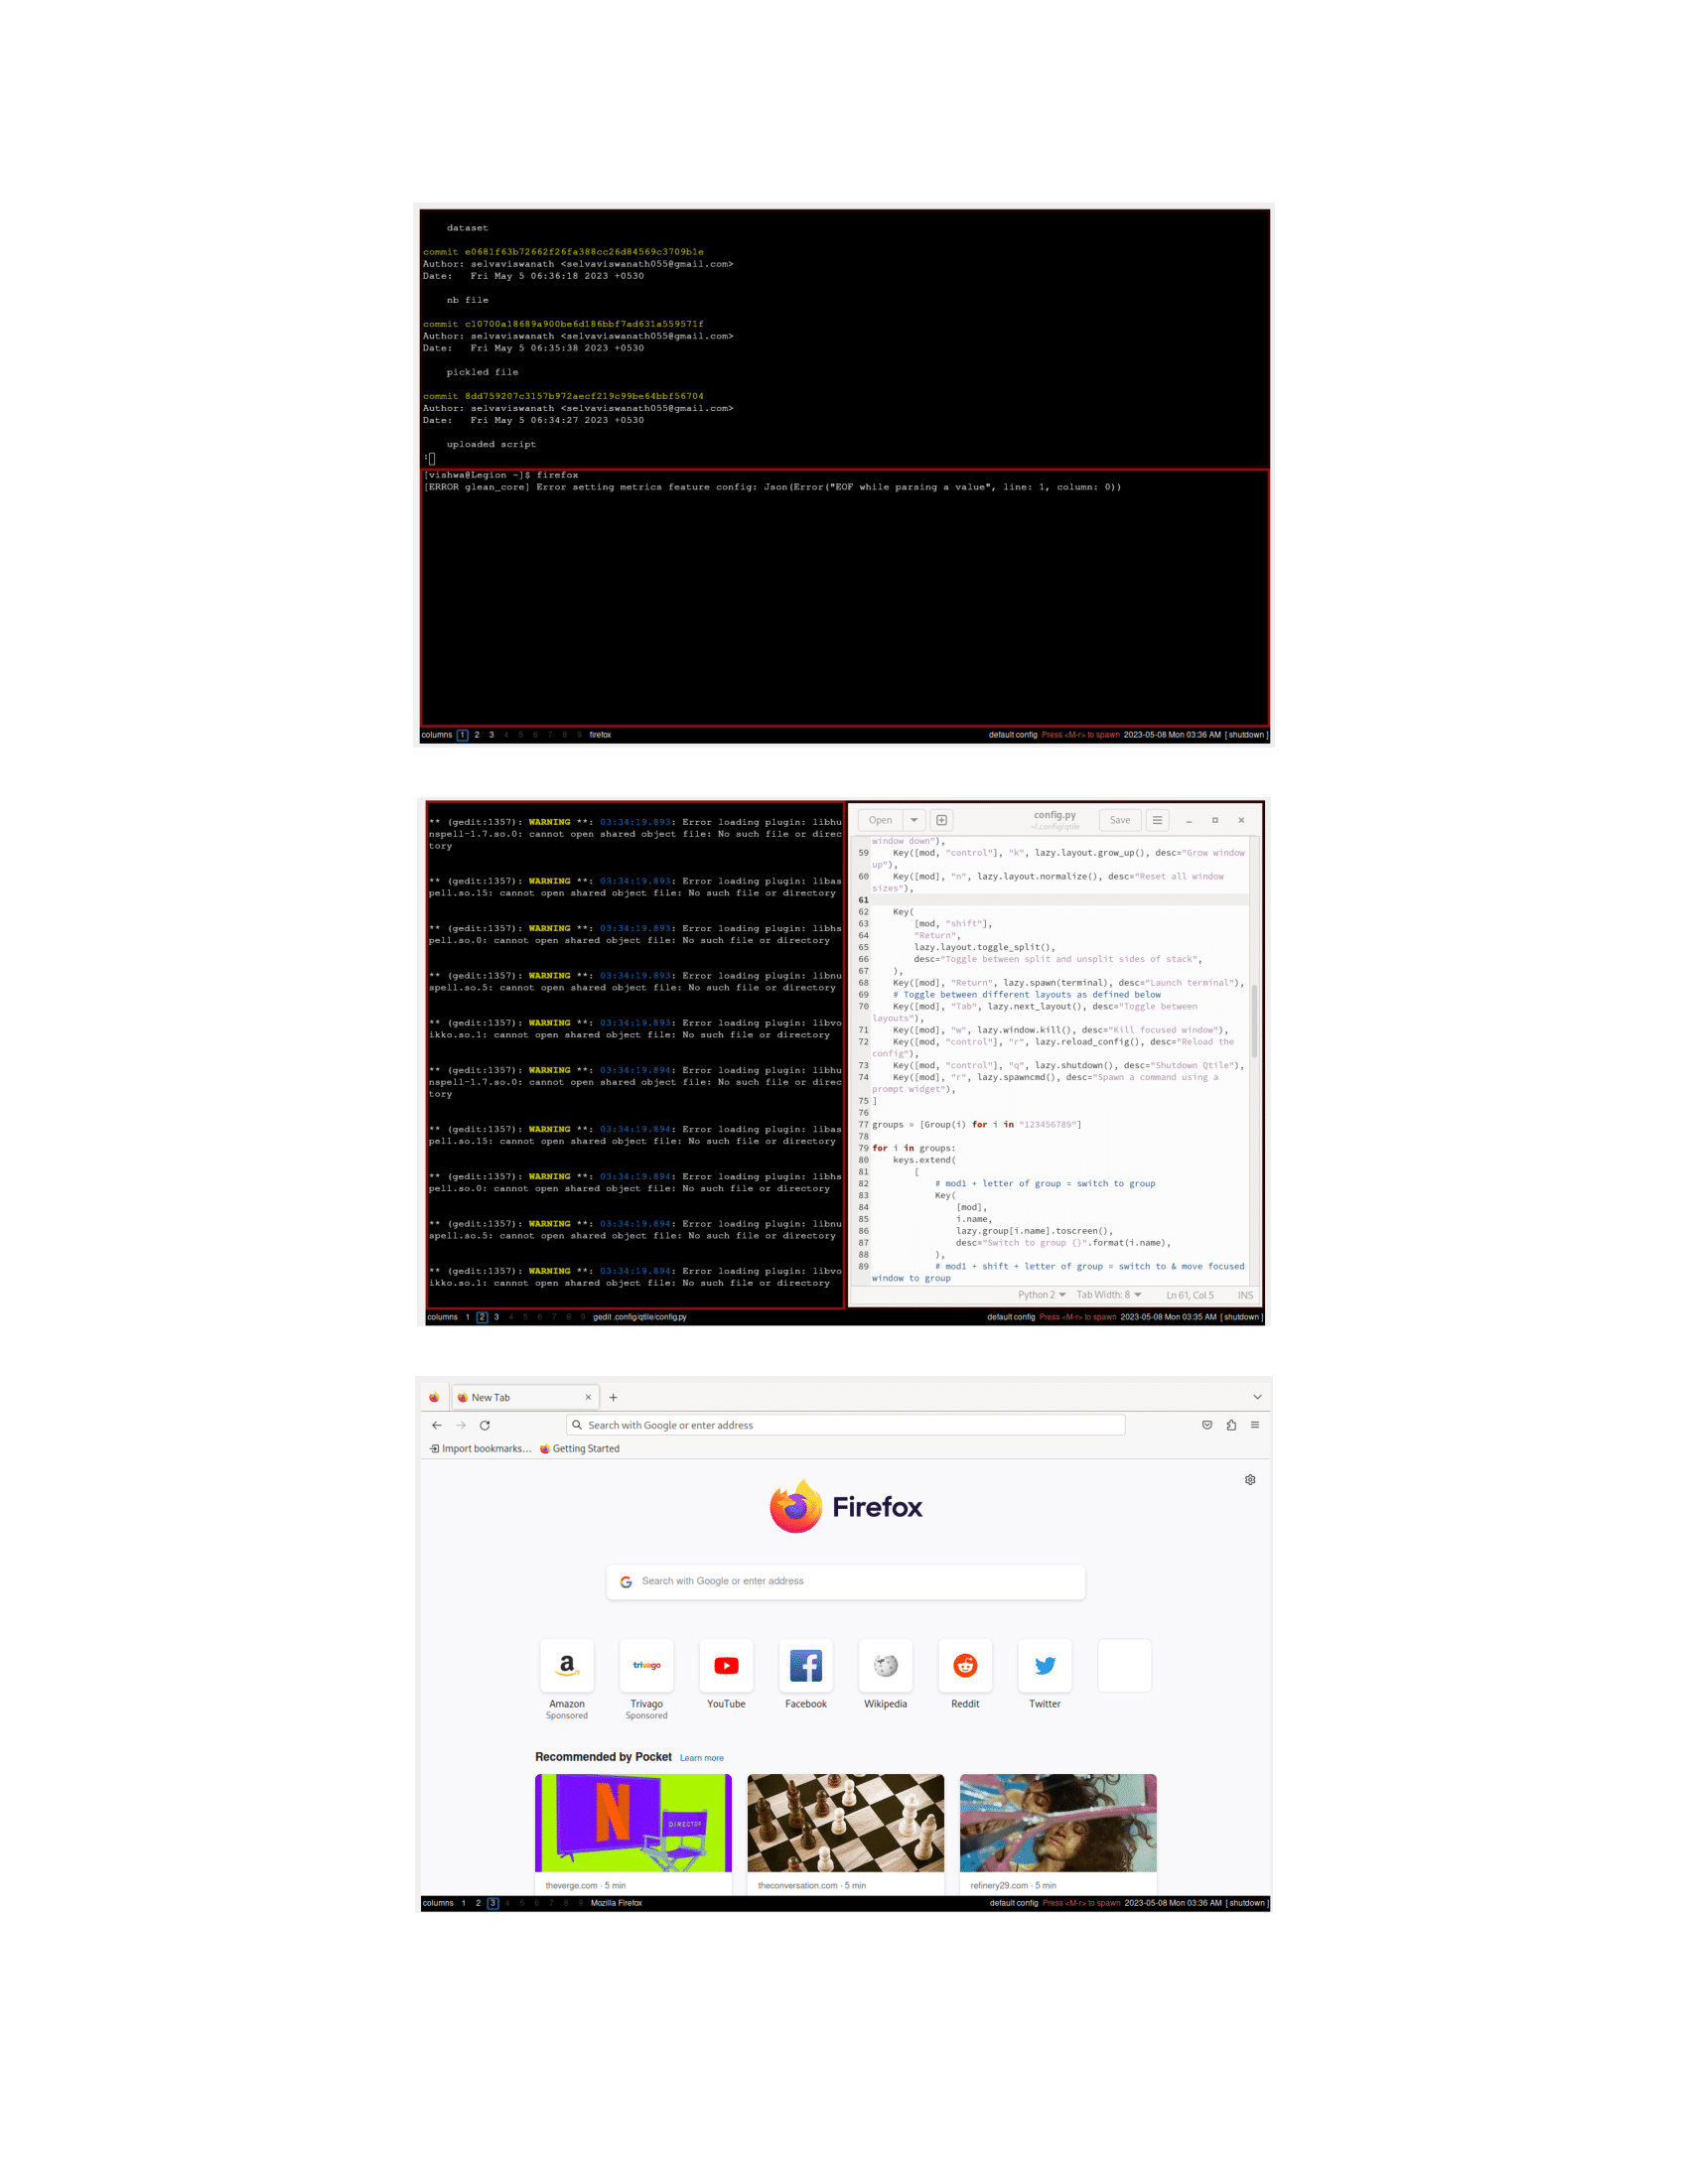 dataset
commit e0681f63b72662f26fa388cc26d84569c3709b1e
Author: selvaviswanath <selvaviswanath055@gmail.com>
Date:   Fri May 5 06:36:18 2023 +0530
nb file
commit c10700a18689a900be6d186bbf7ad631a559571f
Author: selvaviswanath <selvaviswanath055@gmail.com>
Date:   Fri May 5 06:35:38 2023 +0530
pickled file
commit 8dd759207c3157b972aecf219c99be64bbf56704
Author: selvaviswanath <selvaviswanath055@gmail.com>
Date:   Fri May 5 06:34:27 2023 +0530
uploaded script
:
[vishwa@Legion ~]$ firefox
[ERROR glean_core] Error setting metrics feature config: Json(Error("EOF while parsing a value", line: 1, column: 0))
columns 1 2 3 4 5 6 7 8 9 firefox default config Press <M-r> to spawn 2023-05-08 Mon 03:36 AM [ shutdown ]
** (gedit:1357): WARNING **: 03:34:19.893: Error loading plugin: libhu
nspell-1.7.so.0: cannot open shared object file: No such file or direc
tory
** (gedit:1357): WARNING **: 03:34:19.893: Error loading plugin: libas
pell.so.15: cannot open shared object file: No such file or directory
** (gedit:1357): WARNING **: 03:34:19.893: Error loading plugin: libhs
pell.so.0: cannot open shared object file: No such file or directory
** (gedit:1357): WARNING **: 03:34:19.893: Error loading plugin: libnu
spell.so.5: cannot open shared object file: No such file or directory
** (gedit:1357): WARNING **: 03:34:19.893: Error loading plugin: libvo
ikko.so.1: cannot open shared object file: No such file or directory
** (gedit:1357): WARNING **: 03:34:19.894: Error loading plugin: libhu
nspell-1.7.so.0: cannot open shared object file: No such file or direc
tory
** (gedit:1357): WARNING **: 03:34:19.894: Error loading plugin: libas
pell.so.15: cannot open shared object file: No such file or directory
** (gedit:1357): WARNING **: 03:34:19.894: Error loading plugin: libhs
pell.so.0: cannot open shared object file: No such file or directory
** (gedit:1357): WARNING **: 03:34:19.894: Error loading plugin: libnu
spell.so.5: cannot open shared object file: No such file or directory
** (gedit:1357): WARNING **: 03:34:19.894: Error loading plugin: libvo
ikko.so.1: cannot open shared object file: No such file or directory
Open config.py Save
~/.config/qtile
window down"),
59 Key([mod, "control"], "k", lazy.layout.grow_up(), desc="Grow window
up"),
60 Key([mod], "n", lazy.layout.normalize(), desc="Reset all window
sizes"),
61
62 Key(
63 [mod, "shift"],
64 "Return",
65 lazy.layout.toggle_split(),
66 desc="Toggle between split and unsplit sides of stack",
67 ),
68 Key([mod], "Return", lazy.spawn(terminal), desc="Launch terminal"),
69 # Toggle between different layouts as defined below
70 Key([mod], "Tab", lazy.next_layout(), desc="Toggle between
layouts"),
71 Key([mod], "w", lazy.window.kill(), desc="Kill focused window"),
72 Key([mod, "control"], "r", lazy.reload_config(), desc="Reload the
config"),
73 Key([mod, "control"], "q", lazy.shutdown(), desc="Shutdown Qtile"),
74 Key([mod], "r", lazy.spawncmd(), desc="Spawn a command using a
prompt widget"),
75 ]
76
77 groups = [Group(i) for i in "123456789"]
78
79 for i in groups:
80 keys.extend(
81 [
82 # mod1 + letter of group = switch to group
83 Key(
84 [mod],
85 i.name,
86 lazy.group[i.name].toscreen(),
87 desc="Switch to group {}".format(i.name),
88 ),
89 # mod1 + shift + letter of group = switch to & move focused
window to group
Python 2 Tab Width: 8 Ln 61, Col 5 INS
columns 1 2 3 4 5 6 7 8 9 gedit .config/qtile/config.py default config Press <M-r> to spawn 2023-05-08 Mon 03:35 AM [ shutdown ]
New Tab
Search with Google or enter address
Import bookmarks... Getting Started
Firefox
Search with Google or enter address
a trivago
Amazon Trivago YouTube Facebook Wikipedia Reddit Twitter
Sponsored Sponsored
Recommended by Pocket Learn more
N DIRECTOR
theverge.com · 5 min theconversation.com · 5 min refinery29.com · 5 min
columns 1 2 3 4 5 6 7 8 9 Mozilla Firefox default config Press <M-r> to spawn 2023-05-08 Mon 03:36 AM [ shutdown ]